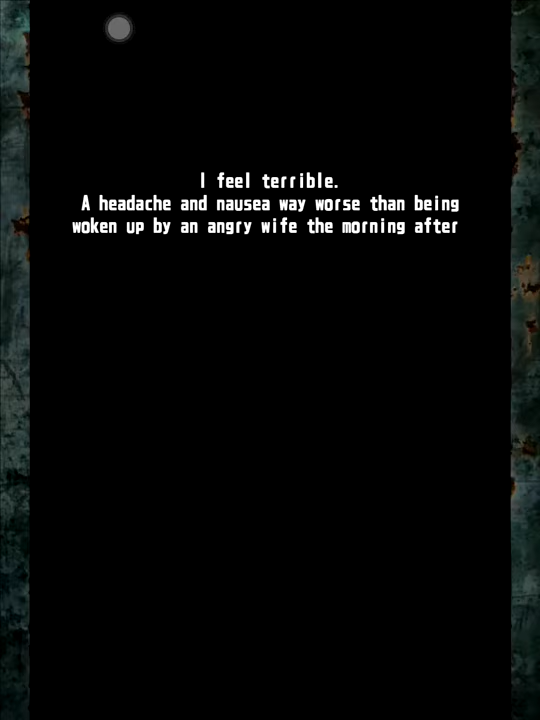 I feel terrible.
A headache and nausea way worse than being
woken up by an angry wife the morning after